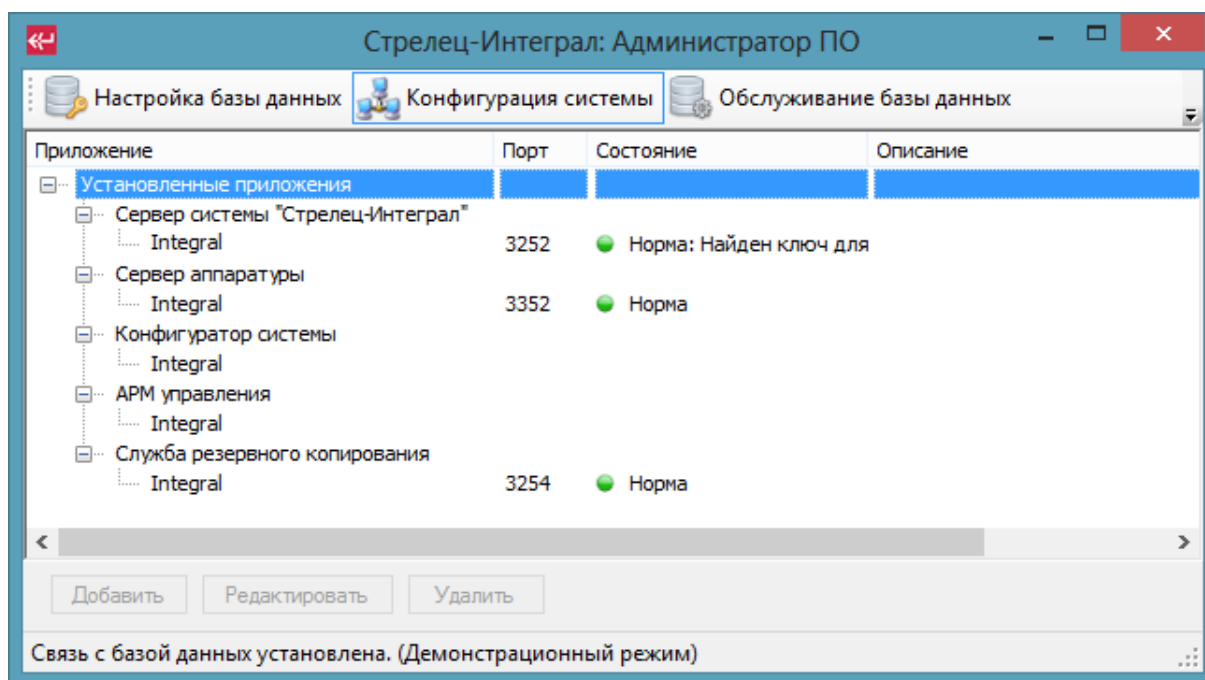 Стрелец-Интеграл: Администратор ПО
Настройка базы данных Конфигурация системы Обслуживание базы данных
Приложение Порт Состояние Описание
Установленные приложения
Сервер системы "Стрелец-Интеграл"
Integral 3252 Норма: Найден ключ для
Сервер аппаратуры
Integral 3352 Норма
Конфигуратор системы
Integral
АРМ управления
Integral
Служба резервного копирования
Integral 3254 Норма
Добавить Редактировать Удалить
Связь с базой данных установлена. (Демонстрационный режим)